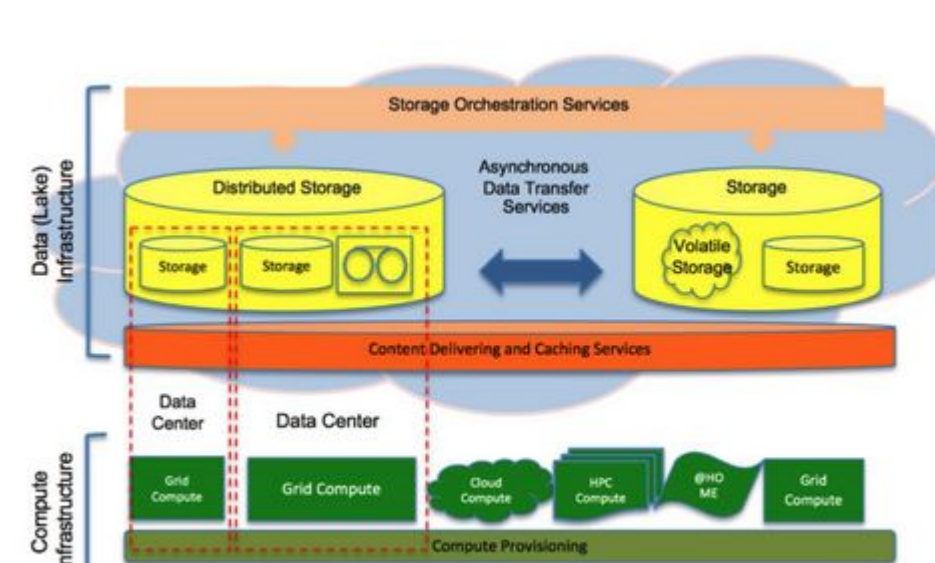 Storage Orchestration Services
Data (Lake)
Infrastructure
Distributed Storage
Asynchronous
Data Transfer
Services
Storage
Storage
Storage
Volatile
Storage
Storage
Content Delivering and Caching Services
Data
Center
Data Center
Compute
nfrastructure
Grid
Compute
Grid Compute
Cloud
Compute
HPC
Compute
@HO
ME
Grid
Compute
Compute Provisioning